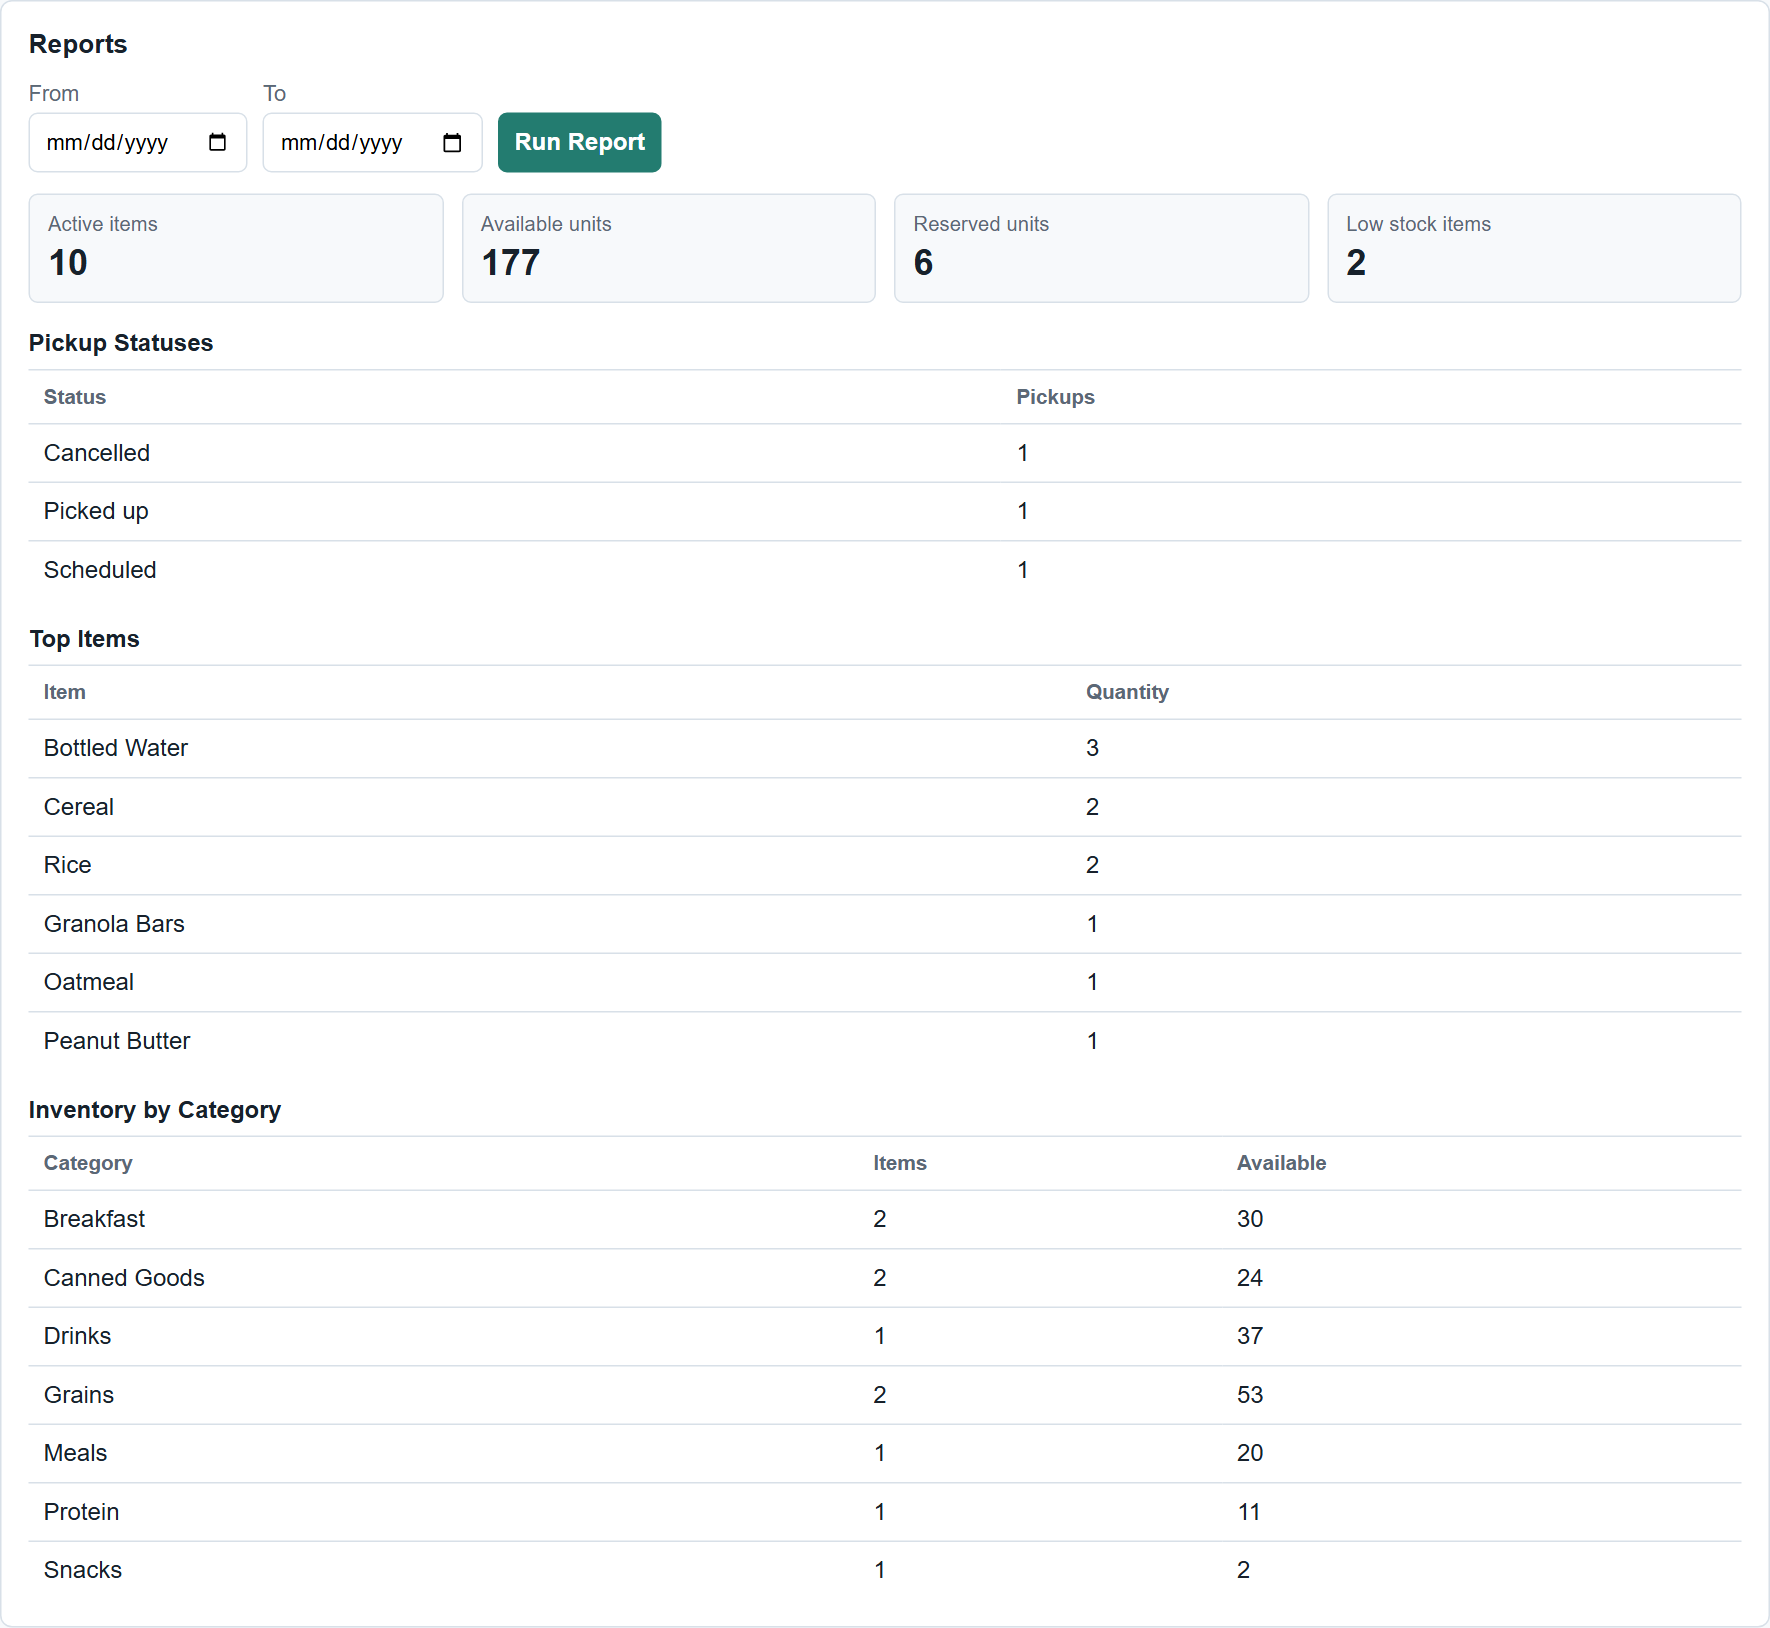 Reports
From To
mm/dd/yyyy mm/dd/yyyy Run Report
Active items Available units Reserved units Low stock items
10 177 6 2
Pickup Statuses
Status Pickups
Cancelled 1
Picked up 1
Scheduled 1
Top Items
Item Quantity
Bottled Water 3
Cereal 2
Rice 2
Granola Bars 1
Oatmeal 1
Peanut Butter 1
Inventory by Category
Category Items Available
Breakfast 2 30
Canned Goods 2 24
Drinks 1 37
Grains 2 53
Meals 1 20
Protein 1 11
Snacks 1 2